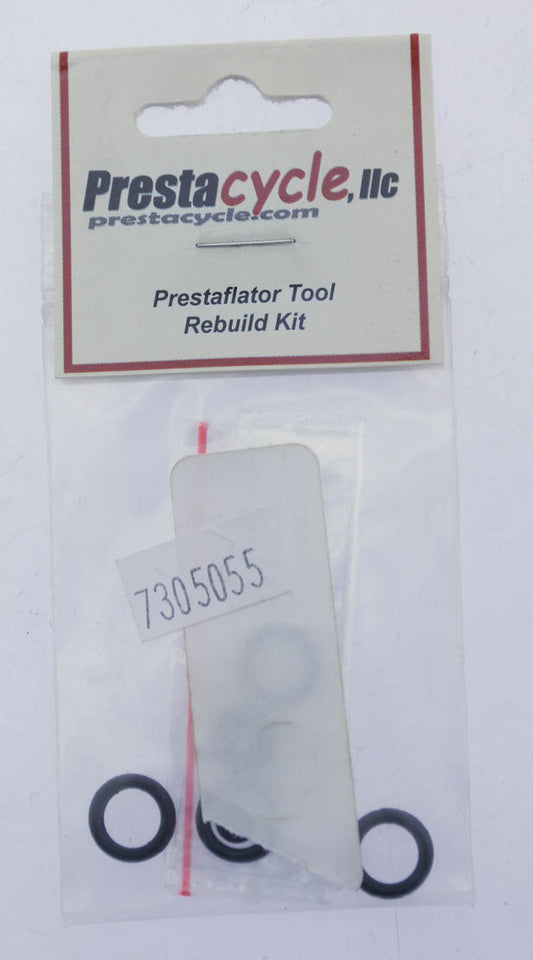 Prestacycle, llc
prestacycle.com
Prestaflator Tool
Rebuild Kit
7305055